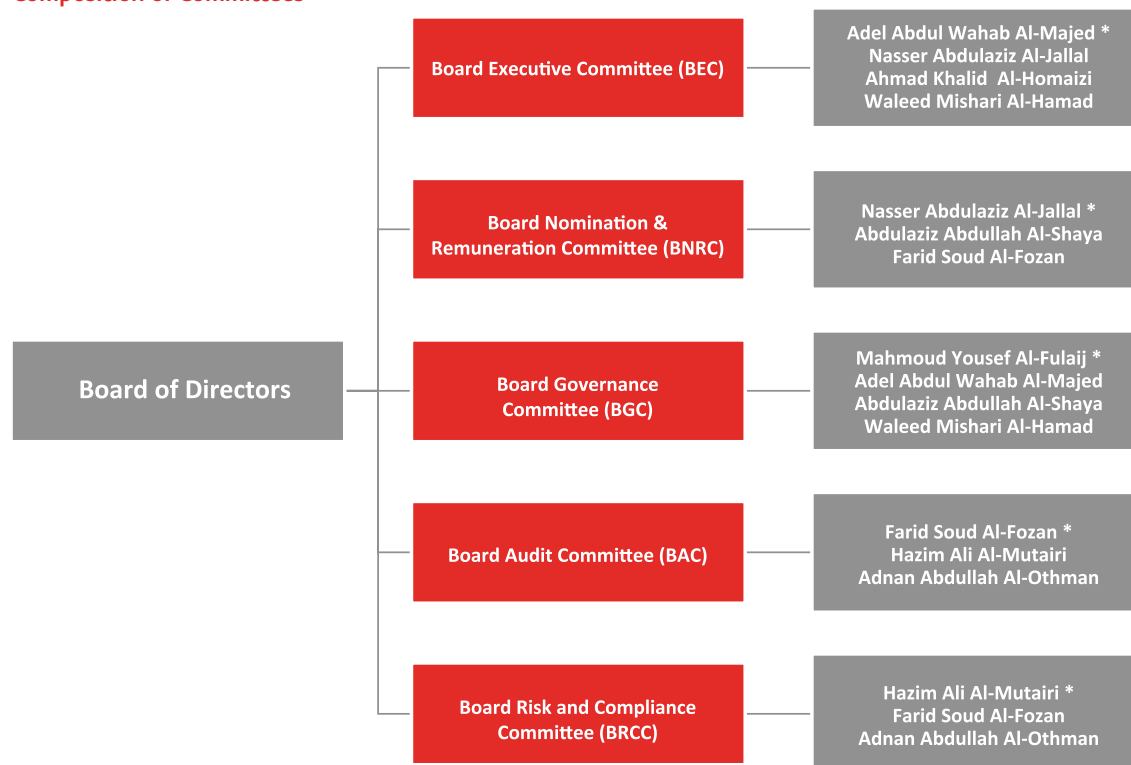 Composition of Committees
Board of Directors
Board Executive Committee (BEC)
Adel Abdul Wahab Al-Majed *
Nasser Abdulaziz Al-Jallal
Ahmad Khalid Al-Homaizi
Waleed Mishari Al-Hamad
Board Nomination &
Remuneration Committee (BNRC)
Nasser Abdulaziz Al-Jallal *
Abdulaziz Abdullah Al-Shaya
Farid Soud Al-Fozan
Board Governance
Committee (BGC)
Mahmoud Yousef Al-Fulaij *
Adel Abdul Wahab Al-Majed
Abdulaziz Abdullah Al-Shaya
Waleed Mishari Al-Hamad
Board Audit Committee (BAC)
Farid Soud Al-Fozan *
Hazim Ali Al-Mutairi
Adnan Abdullah Al-Othman
Board Risk and Compliance
Committee (BRCC)
Hazim Ali Al-Mutairi *
Farid Soud Al-Fozan
Adnan Abdullah Al-Othman